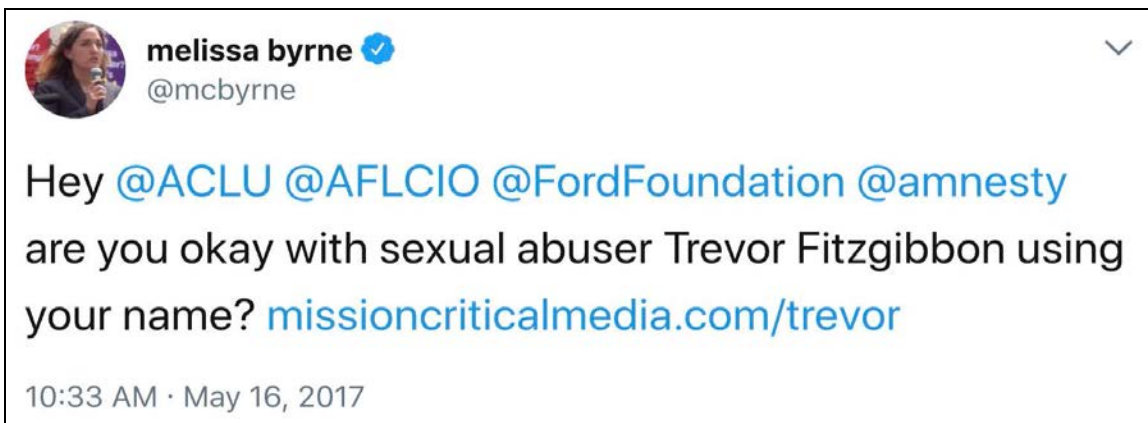 melissa byrne
@mcbyrne
Hey @ACLU @AFLCIO @FordFoundation @amnesty
are you okay with sexual abuser Trevor Fitzgibbon using
your name? missioncriticalmedia.com/trevor
10:33 AM · May 16, 2017